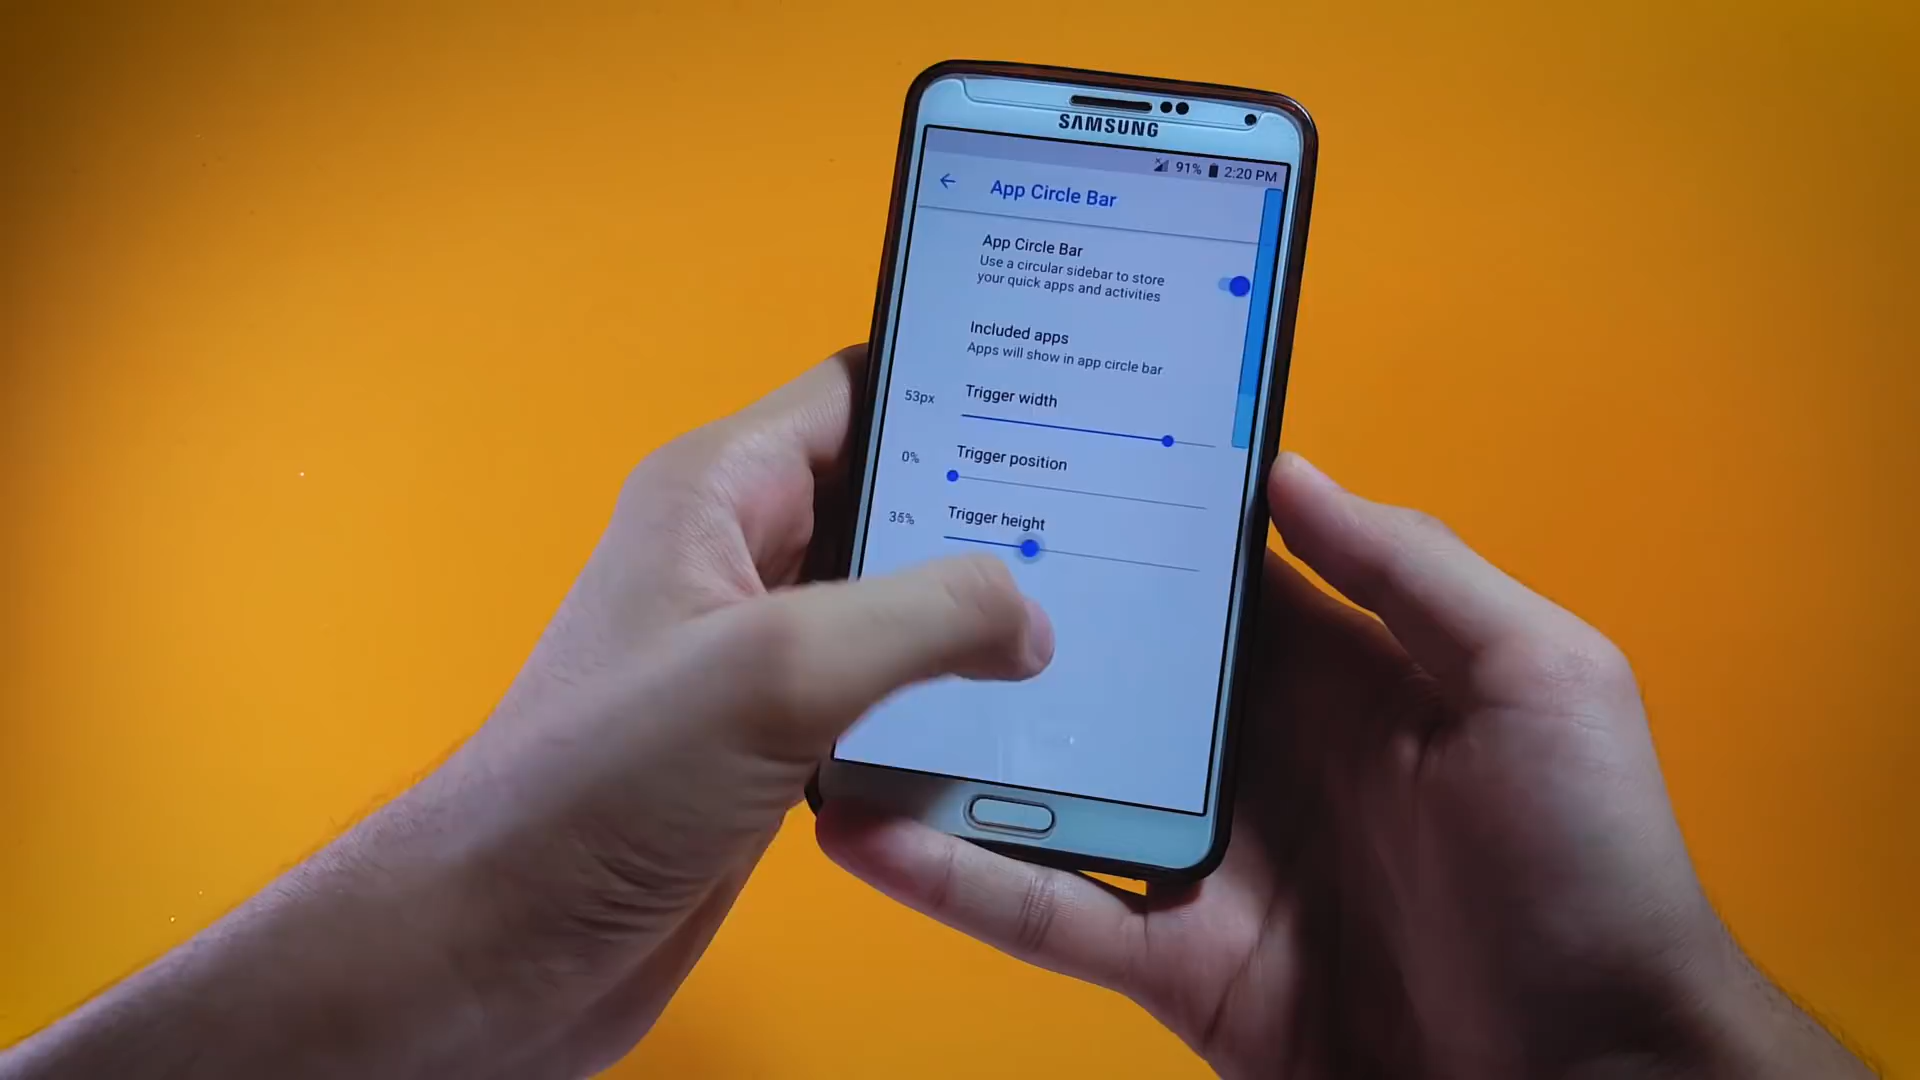 SAMSUNG
91% 2:20 PM
App Circle Bar
App Circle Bar
Use a circular sidebar to store
your quick apps and activities
Included apps
Apps will show in app circle bar
53px Trigger width
0% Trigger position
Trigger height